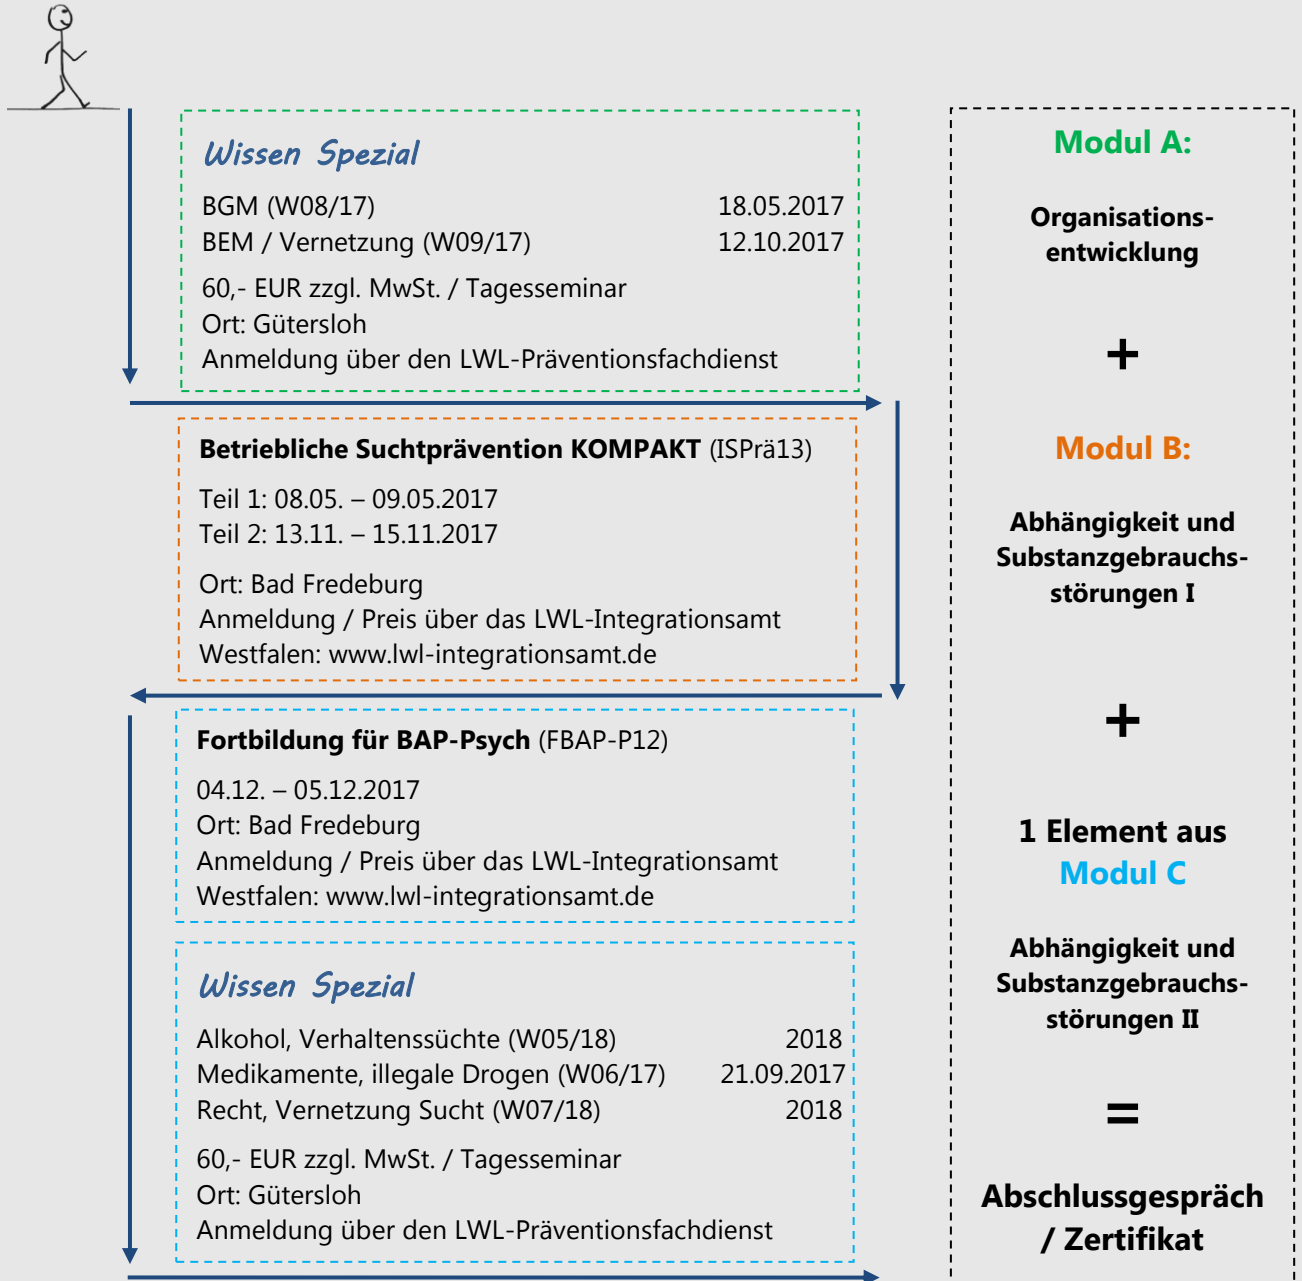 Wissen Spezial
BGM (W08/17) 18.05.2017
BEM / Vernetzung (W09/17) 12.10.2017
60,- EUR zzgl. MwSt. / Tagesseminar
Ort: Gütersloh
Anmeldung über den LWL-Präventionsfachdienst
Betriebliche Suchtprävention KOMPAKT (ISPrä13)
Teil 1: 08.05. – 09.05.2017
Teil 2: 13.11. – 15.11.2017
Ort: Bad Fredeburg
Anmeldung / Preis über das LWL-Integrationsamt
Westfalen: www.lwl-integrationsamt.de
Fortbildung für BAP-Psych (FBAP-P12)
04.12. – 05.12.2017
Ort: Bad Fredeburg
Anmeldung / Preis über das LWL-Integrationsamt
Westfalen: www.lwl-integrationsamt.de
Wissen Spezial
Alkohol, Verhaltenssüchte (W05/18) 2018
Medikamente, illegale Drogen (W06/17) 21.09.2017
Recht, Vernetzung Sucht (W07/18) 2018
60,- EUR zzgl. MwSt. / Tagesseminar
Ort: Gütersloh
Anmeldung über den LWL-Präventionsfachdienst
Modul A:
Organisations-
entwicklung
+
Modul B:
Abhängigkeit und
Substanzgebrauchs-
störungen I
+
1 Element aus
Modul C
Abhängigkeit und
Substanzgebrauchs-
störungen II
=
Abschlussgespräch
/ Zertifikat